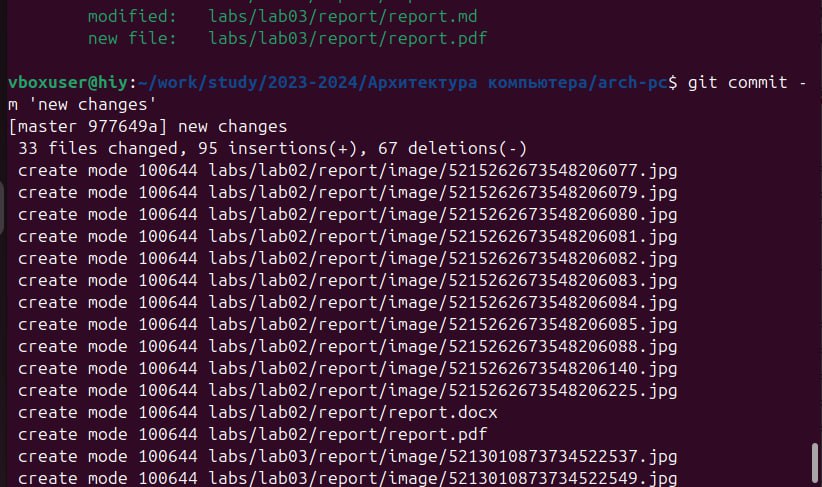 modified:   labs/lab03/report/report.md
new file:   labs/lab03/report/report.pdf
vboxuser@hiy:~/work/study/2023-2024/Архитектура компьютера/arch-pc$ git commit -
m 'new changes'
[master 977649a] new changes
 33 files changed, 95 insertions(+), 67 deletions(-)
 create mode 100644 labs/lab02/report/image/5215262673548206077.jpg
 create mode 100644 labs/lab02/report/image/5215262673548206079.jpg
 create mode 100644 labs/lab02/report/image/5215262673548206080.jpg
 create mode 100644 labs/lab02/report/image/5215262673548206081.jpg
 create mode 100644 labs/lab02/report/image/5215262673548206082.jpg
 create mode 100644 labs/lab02/report/image/5215262673548206083.jpg
 create mode 100644 labs/lab02/report/image/5215262673548206084.jpg
 create mode 100644 labs/lab02/report/image/5215262673548206085.jpg
 create mode 100644 labs/lab02/report/image/5215262673548206088.jpg
 create mode 100644 labs/lab02/report/image/5215262673548206140.jpg
 create mode 100644 labs/lab02/report/image/5215262673548206225.jpg
 create mode 100644 labs/lab02/report/report.docx
 create mode 100644 labs/lab02/report/report.pdf
 create mode 100644 labs/lab03/report/image/5213010873734522537.jpg
 create mode 100644 labs/lab03/report/image/5213010873734522549.jpg